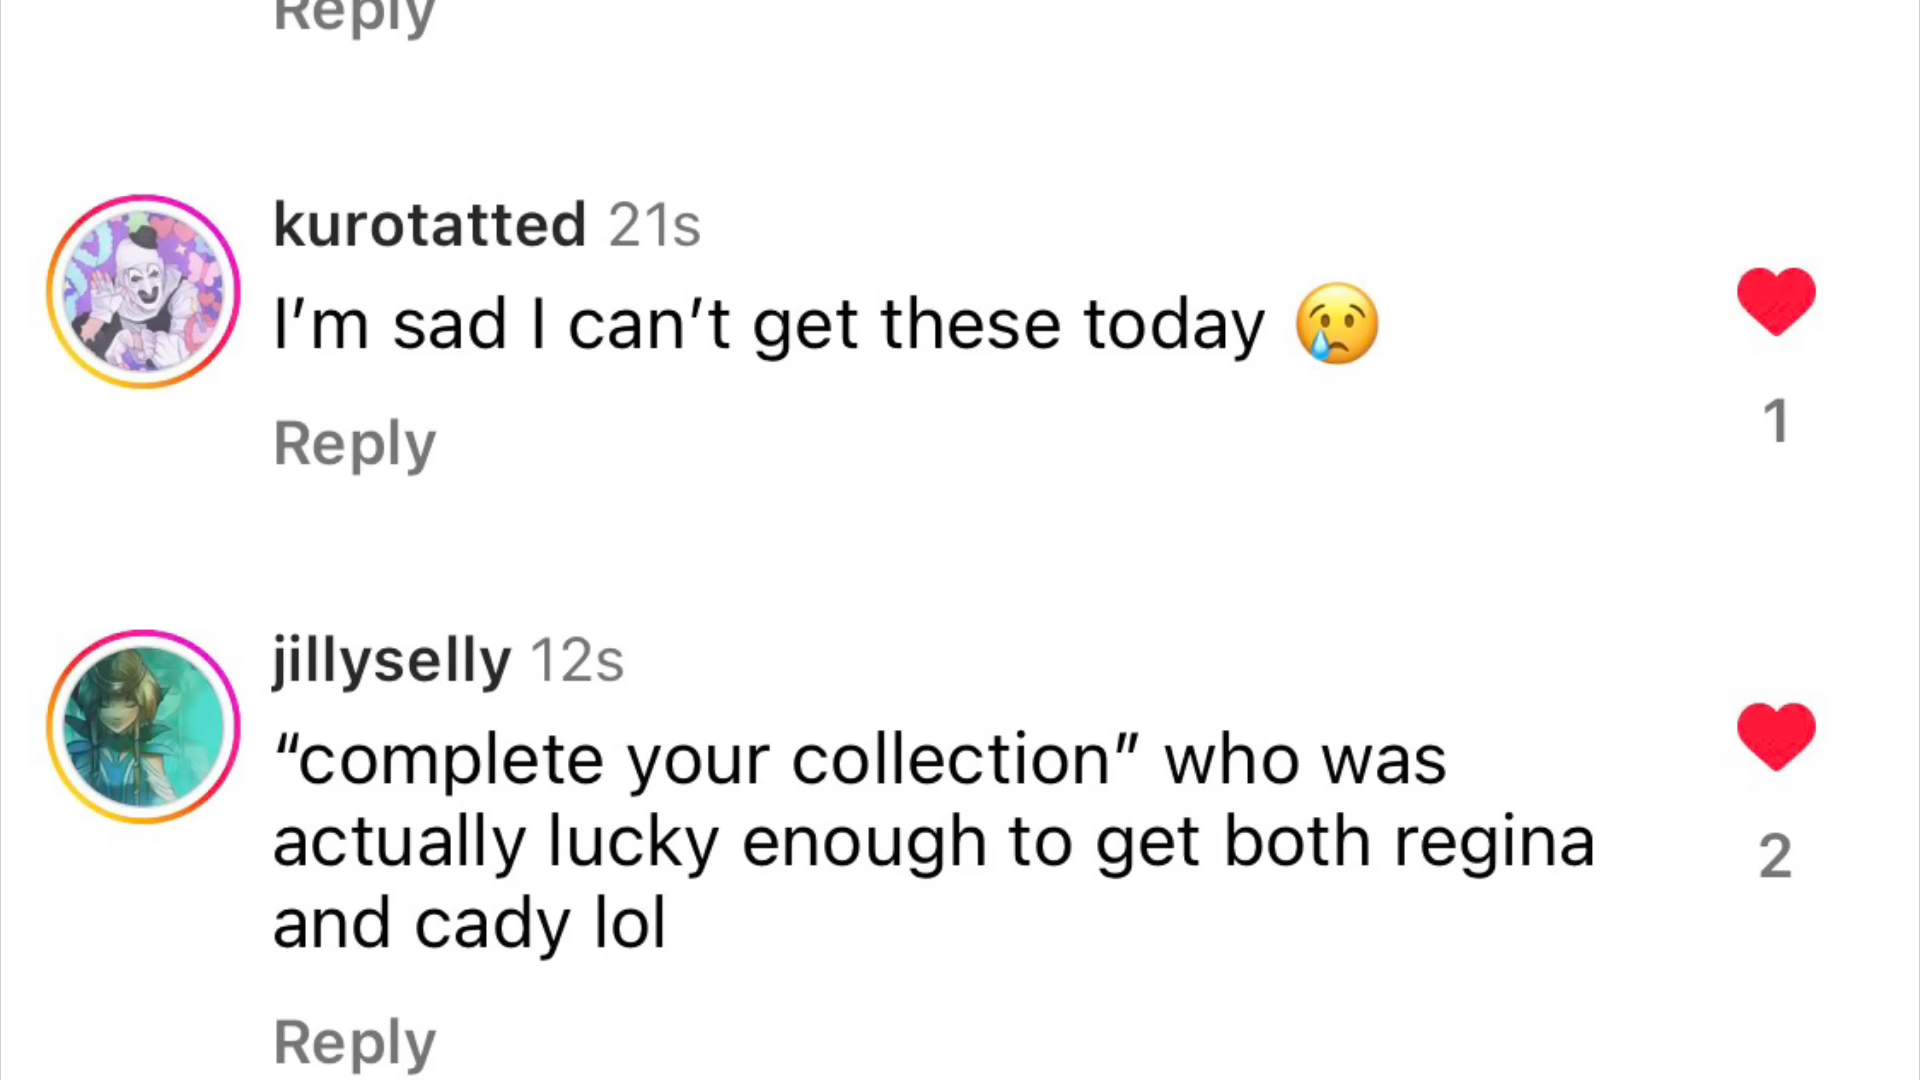 Reply
kurotatted 21s
I’m sad I can’t get these today 😢
1
Reply
jillyselly 12s
“complete your collection” who was
2
actually lucky enough to get both regina
and cady lol
Reply